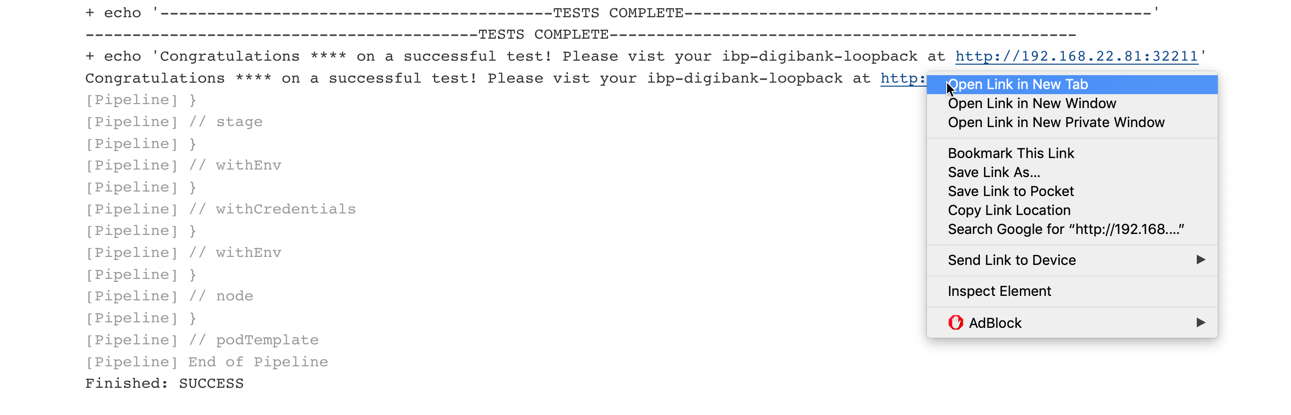 + echo '------------------------------------------TESTS COMPLETE--------------------------------------------------'
------------------------------------------TESTS COMPLETE--------------------------------------------------
+ echo 'Congratulations **** on a successful test! Please vist your ibp-digibank-loopback at http://192.168.22.81:32211'
Congratulations **** on a successful test! Please vist your ibp-digibank-loopback at http:
[Pipeline] }
[Pipeline] // stage
[Pipeline] }
[Pipeline] // withEnv
[Pipeline] }
[Pipeline] // withCredentials
[Pipeline] }
[Pipeline] // withEnv
[Pipeline] }
[Pipeline] // node
[Pipeline] }
[Pipeline] // podTemplate
[Pipeline] End of Pipeline
Finished: SUCCESS
Open Link in New Tab
Open Link in New Window
Open Link in New Private Window
Bookmark This Link
Save Link As...
Save Link to Pocket
Copy Link Location
Search Google for “http://192.168....”
Send Link to Device
Inspect Element
AdBlock